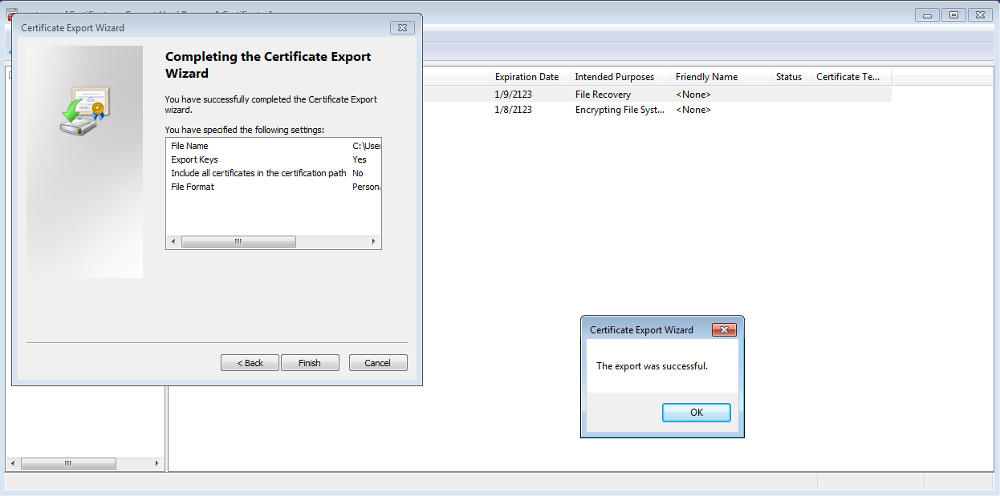 Certificate Export Wizard
Completing the Certificate Export
Wizard
You have successfully completed the Certificate Export
wizard.
You have specified the following settings:
File Name C:\User
Export Keys Yes
Include all certificates in the certification path No
File Format Persona
< Back Finish Cancel
Expiration Date Intended Purposes Friendly Name Status Certificate Te...
1/9/2123 File Recovery <None>
1/8/2123 Encrypting File Syst... <None>
Certificate Export Wizard
The export was successful.
OK